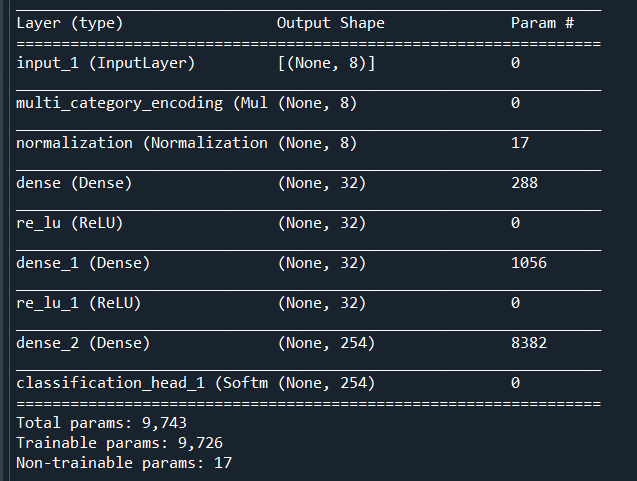 Layer (type) Output Shape Param #
input_1 (InputLayer) [(None, 8)] 0
multi_category_encoding (Mul (None, 8) 0
normalization (Normalization (None, 8) 17
dense (Dense) (None, 32) 288
re_lu (ReLU) (None, 32) 0
dense_1 (Dense) (None, 32) 1056
re_lu_1 (ReLU) (None, 32) 0
dense_2 (Dense) (None, 254) 8382
classification_head_1 (Softm (None, 254) 0
Total params: 9,743
Trainable params: 9,726
Non-trainable params: 17